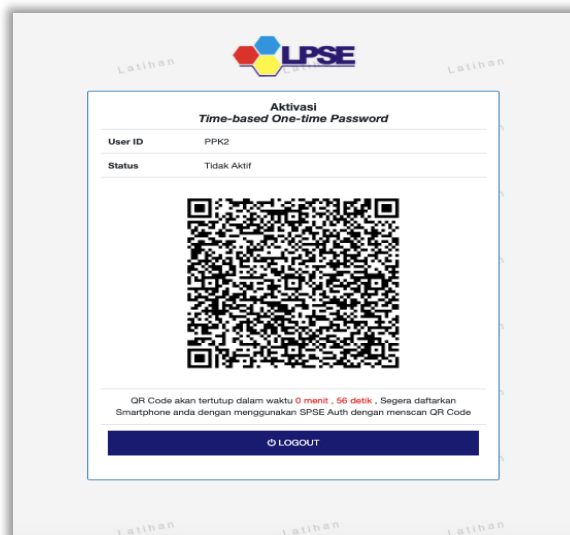 Latihan
LPSE
Latihan
Latihan
Aktivasi
Time-based One-time Password
User ID PPK2
Status Tidak Aktif
QR Code akan tertutup dalam waktu 0 menit , 56 detik , Segera daftarkan
Smartphone anda dengan menggunakan SPSE Auth dengan menscan QR Code
LOGOUT
Latihan
Latihan
Latihan